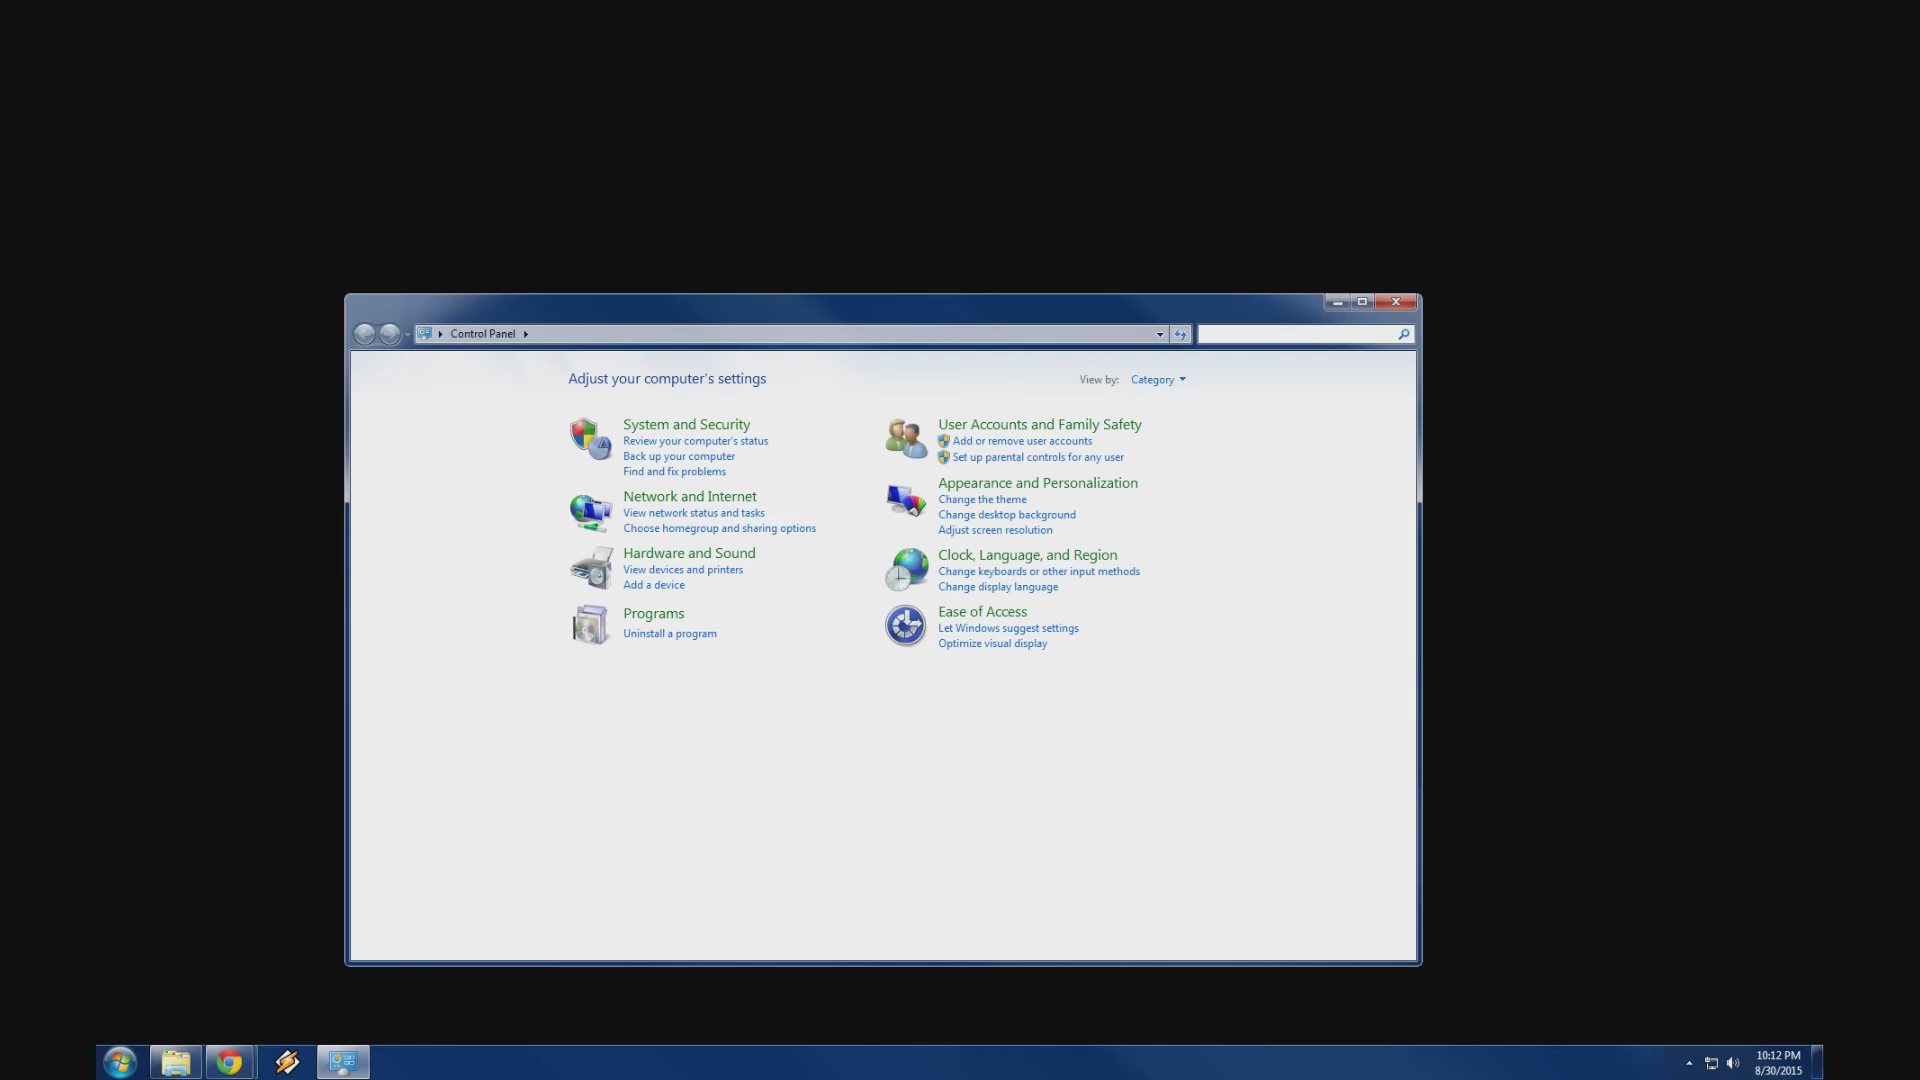 Control Panel
Adjust your computer's settings
View by: Category
System and Security
Review your computer's status
Back up your computer
Find and fix problems
Network and Internet
View network status and tasks
Choose homegroup and sharing options
Hardware and Sound
View devices and printers
Add a device
Programs
Uninstall a program
User Accounts and Family Safety
Add or remove user accounts
Set up parental controls for any user
Appearance and Personalization
Change the theme
Change desktop background
Adjust screen resolution
Clock, Language, and Region
Change keyboards or other input methods
Change display language
Ease of Access
Let Windows suggest settings
Optimize visual display
10:12 PM
8/30/2015